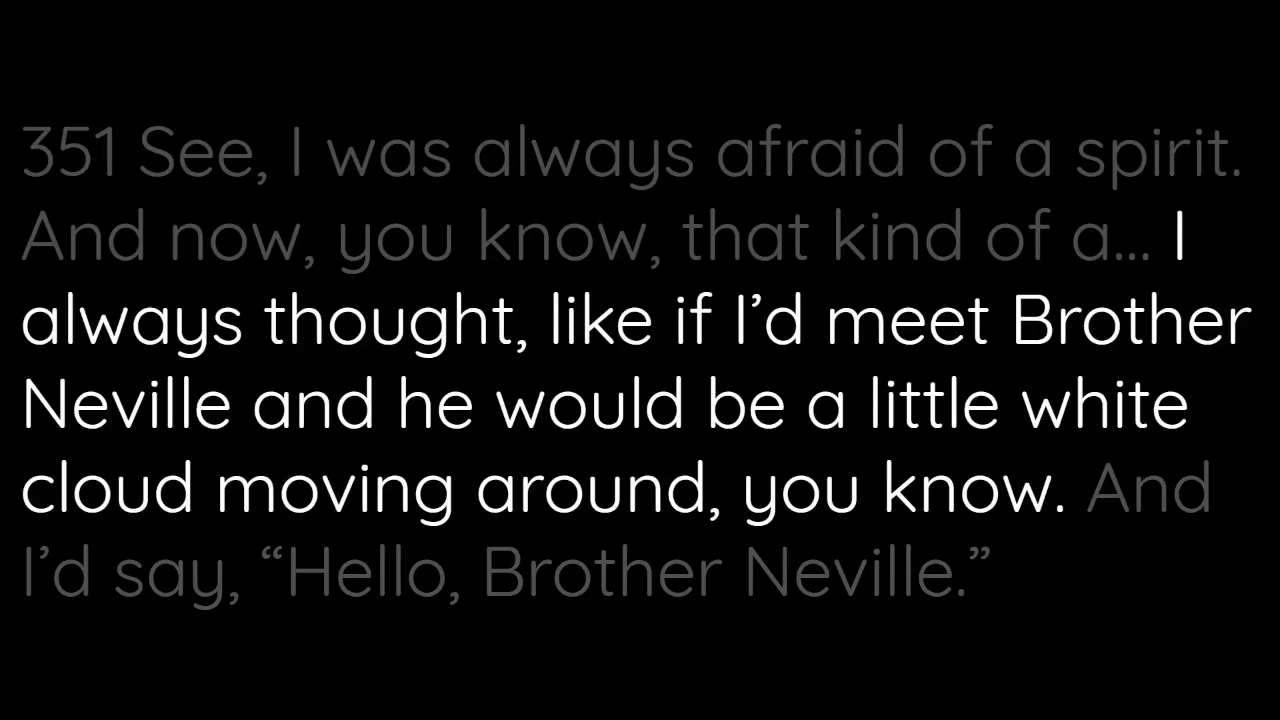 351 See, I was always afraid of a spirit.
And now, you know, that kind of a... I
always thought, like if I’d meet Brother
Neville and he would be a little white
cloud moving around, you know. And
I’d say, “Hello, Brother Neville.”